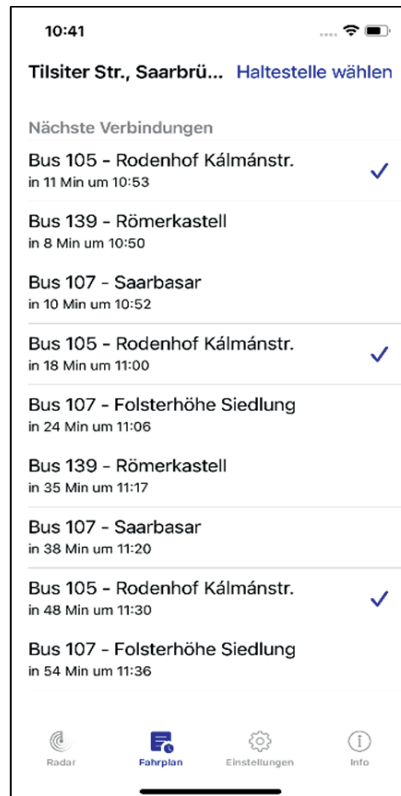 10:41
Tilsiter Str., Saarbrü... Haltestelle wählen
Nächste Verbindungen
Bus 105 - Rodenhof Kálmánstr.
in 11 Min um 10:53
Bus 139 - Römerkastell
in 8 Min um 10:50
Bus 107 - Saarbasar
in 10 Min um 10:52
Bus 105 - Rodenhof Kálmánstr.
in 18 Min um 11:00
Bus 107 - Folsterhöhe Siedlung
in 24 Min um 11:06
Bus 139 - Römerkastell
in 35 Min um 11:17
Bus 107 - Saarbasar
in 38 Min um 11:20
Bus 105 - Rodenhof Kálmánstr.
in 48 Min um 11:30
Bus 107 - Folsterhöhe Siedlung
in 54 Min um 11:36
Radar Fahrplan Einstellungen Info